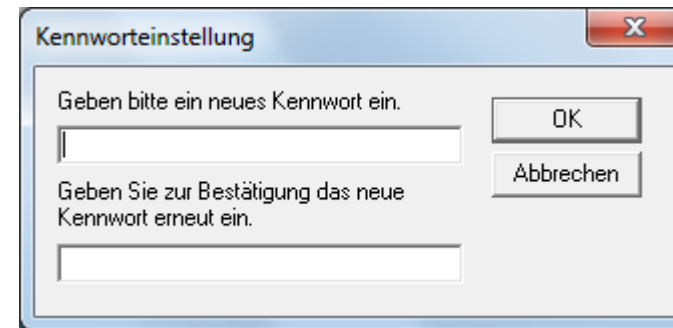 Kennworteinstellung
Geben bitte ein neues Kennwort ein.
OK
Abbrechen
Geben Sie zur Bestätigung das neue
Kennwort erneut ein.